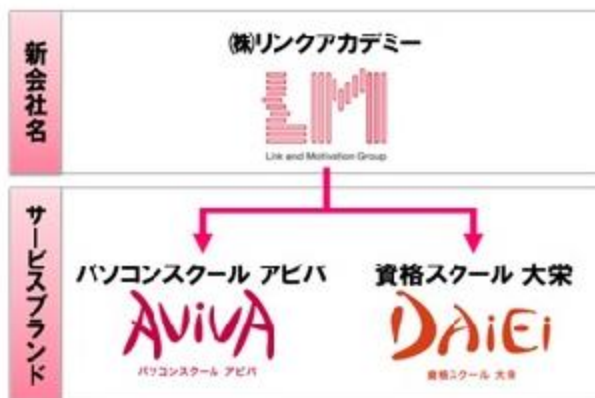 新会社名
㈱リンクアカデミー
LM
Link and Motivation Group
サービスブランド
パソコンスクール アビバ
AViVA
パソコンスクール アビバ
資格スクール 大栄
DAiEi
資格スクール 大栄